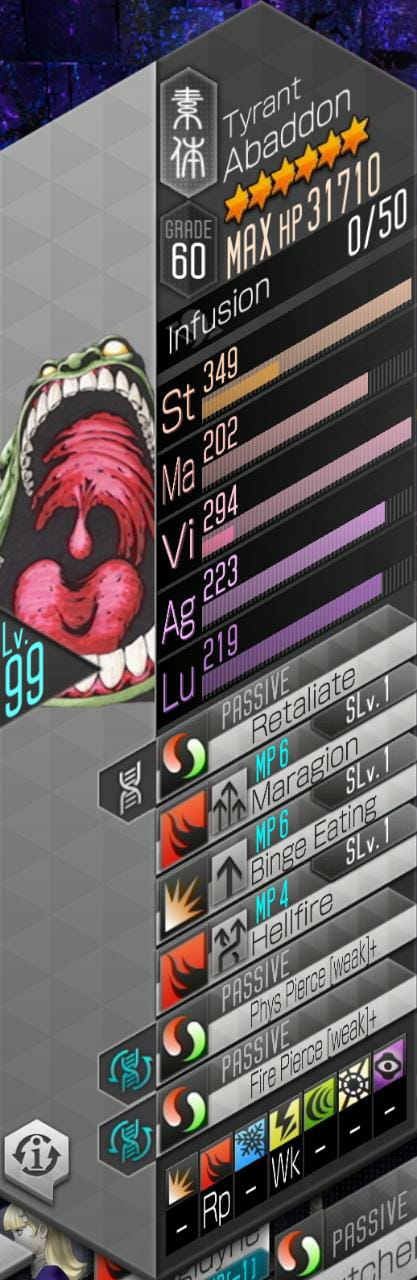 素体
Tyrant
Abaddon
GRADE
60
MAX HP 31710
0/50
Infusion
St 349
Ma 202
Vi 294
Ag 223
Lu 219
Lv.
99
PASSIVE
Retaliate
SLv. 1
MP 6
Maragion
SLv. 1
MP 6
Binge Eating
SLv. 1
MP 4
Hellfire
PASSIVE
Phys Pierce [weak]+
PASSIVE
Fire Pierce [weak]+
- Rp - Wk - - -
i
PASSIVE